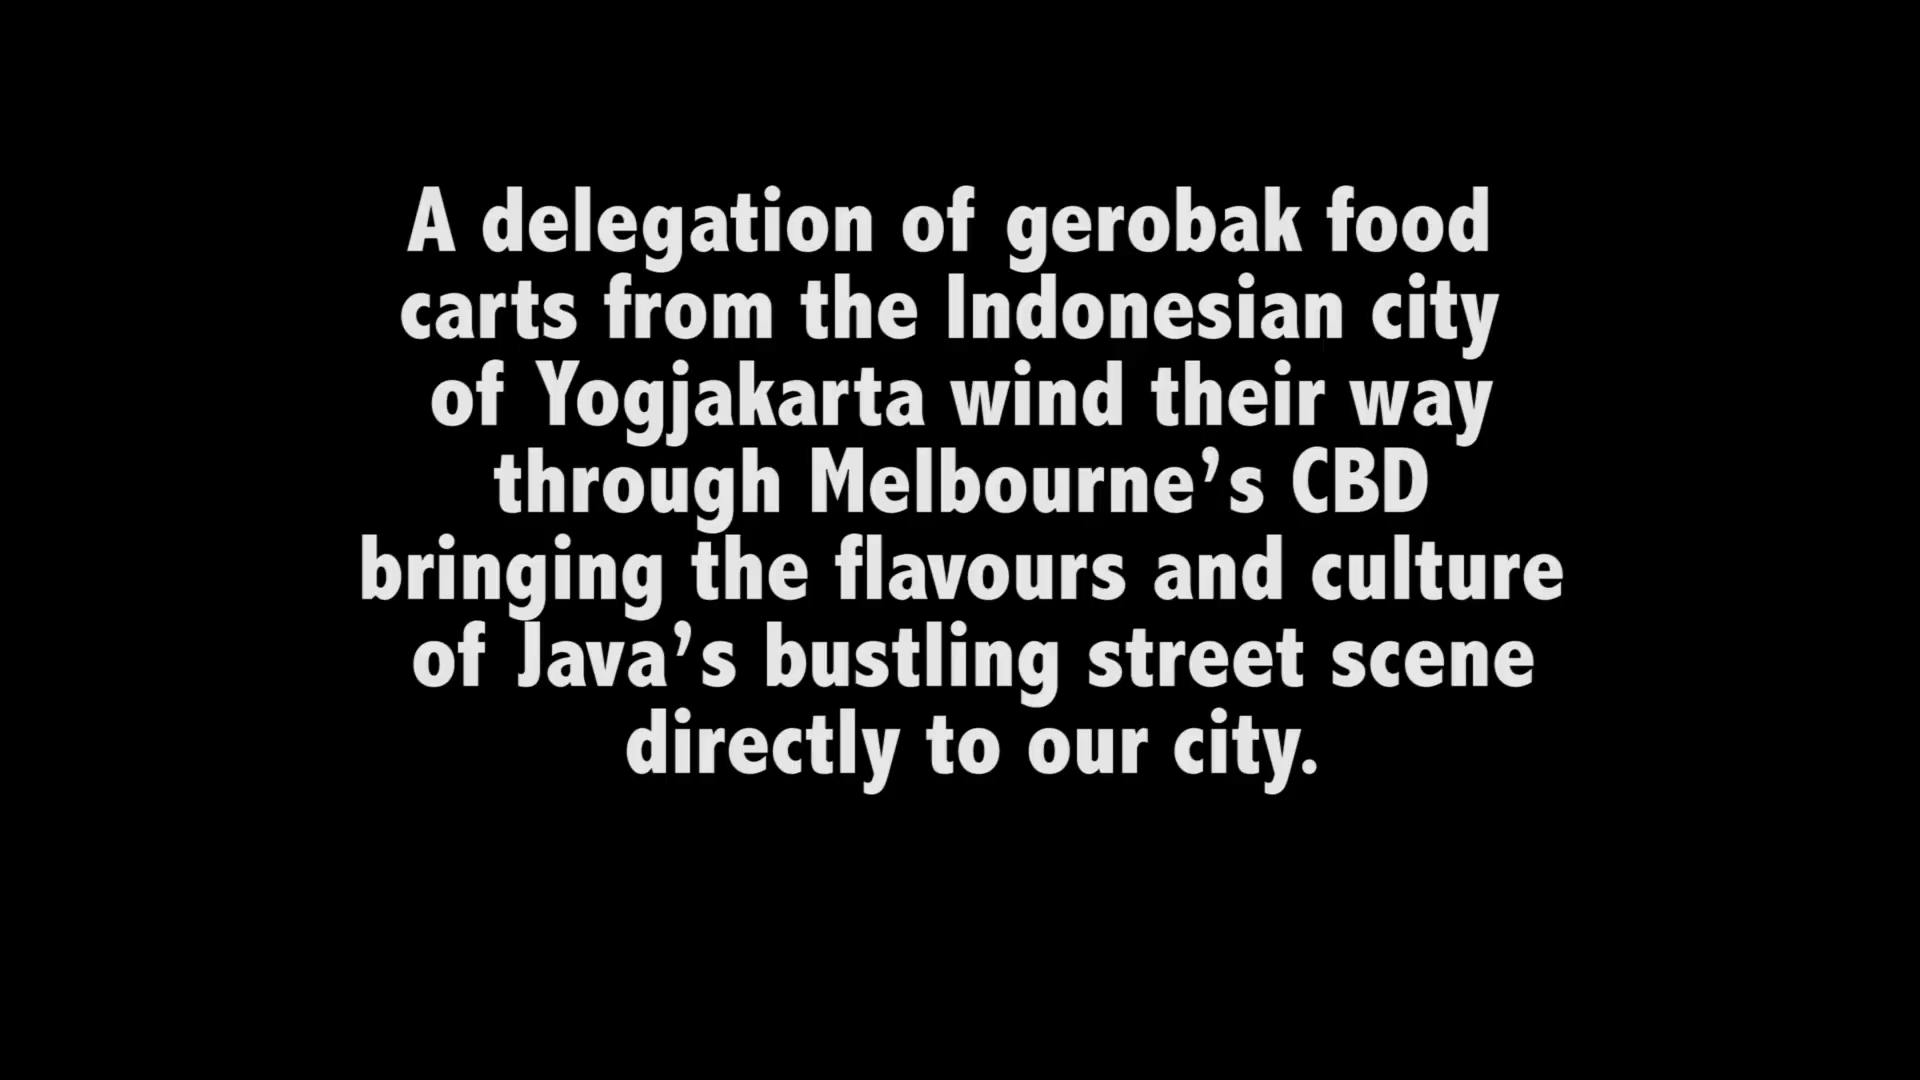 A delegation of gerobak food
carts from the Indonesian city
of Yogjakarta wind their way
through Melbourne’s CBD
bringing the flavours and culture
of Java’s bustling street scene
directly to our city.